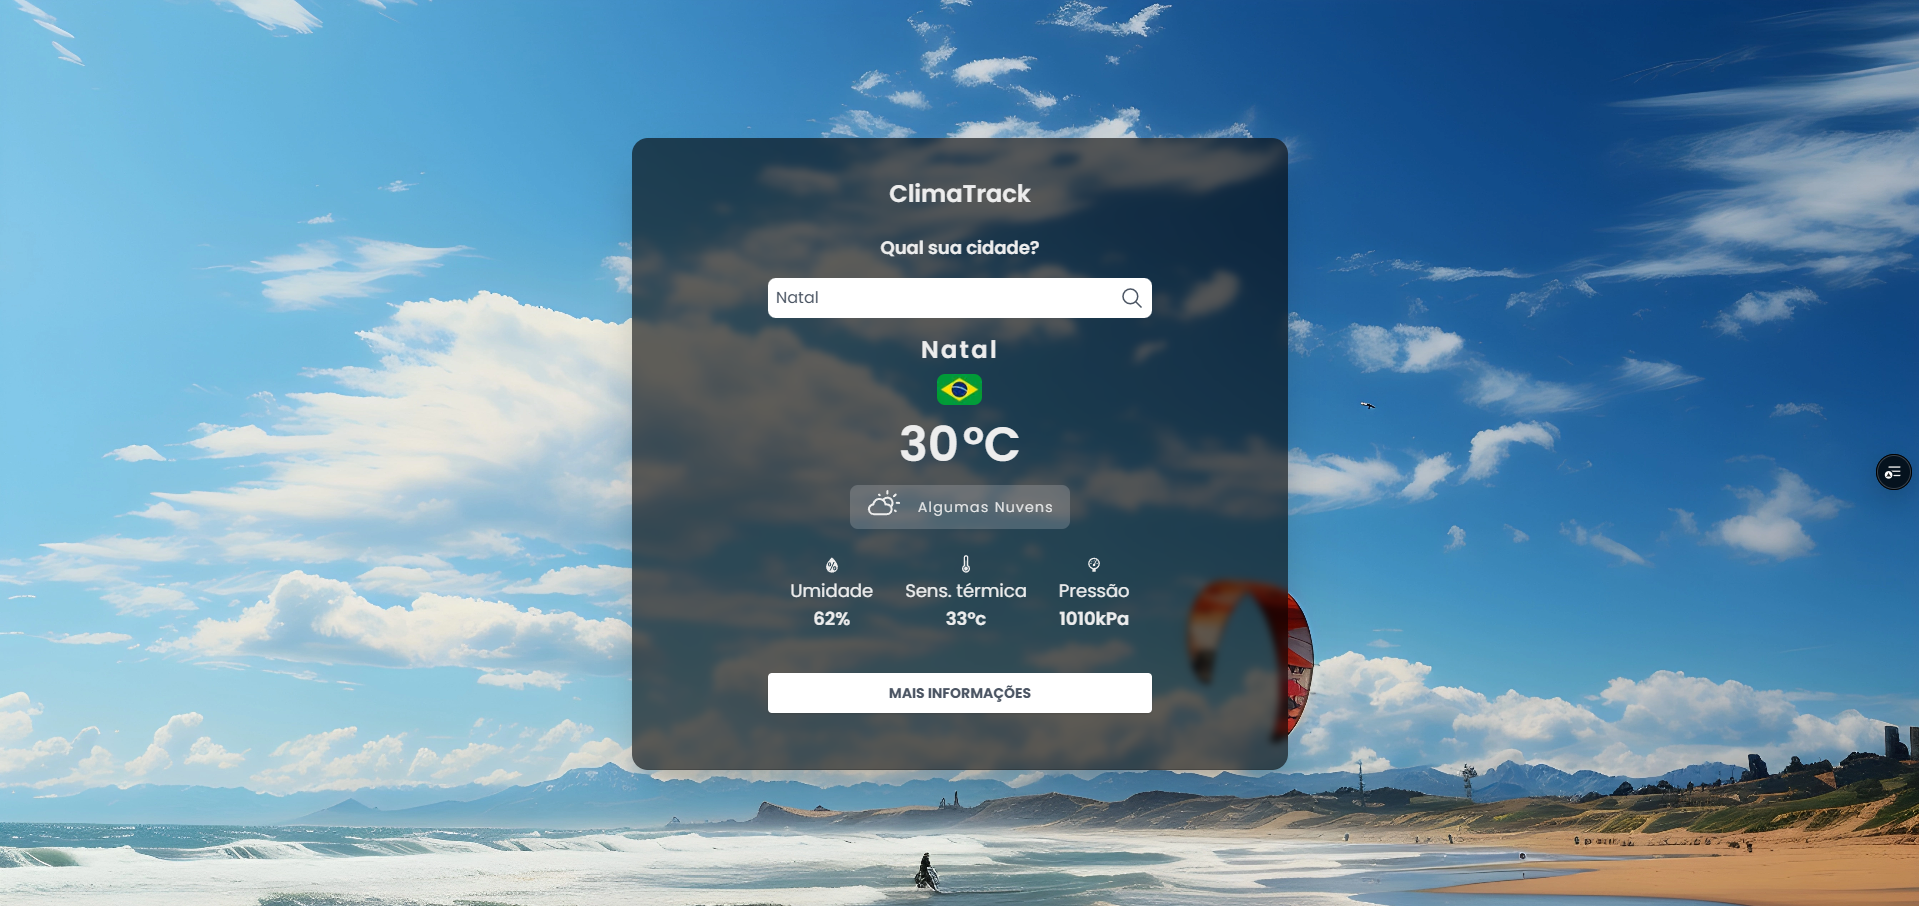 ClimaTrack
Qual sua cidade?
Natal
Natal
30°C
Algumas Nuvens
Umidade Sens. térmica Pressão
62% 33°c 1010kPa
MAIS INFORMAÇÕES